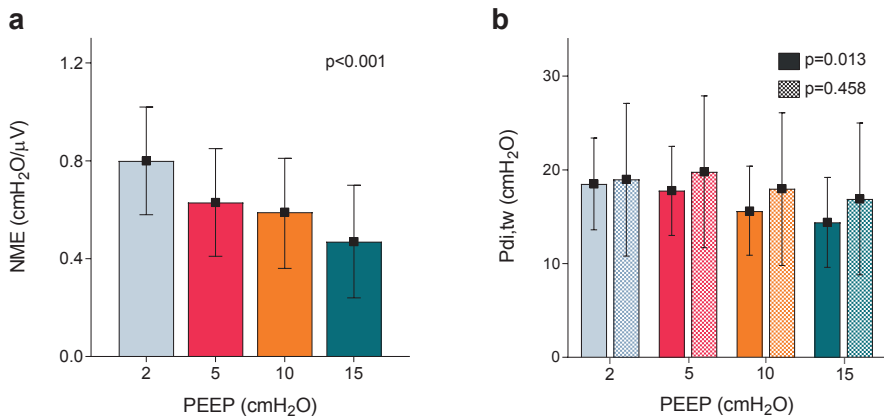 a
p<0.001
1.2
0.8
0.4
0.0
NME (cmH₂O/μV)
2 5 10 15
PEEP (cmH₂O)
b
p=0.013
p=0.458
30
20
10
0
Pdi,tw (cmH₂O)
2 5 10 15
PEEP (cmH₂O)